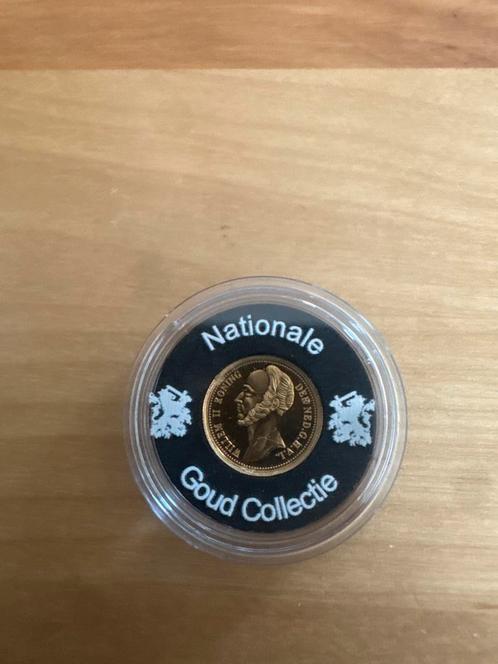 Nationale
WILLEM II KONING DER NED. G.H.V.L.
Goud Collectie